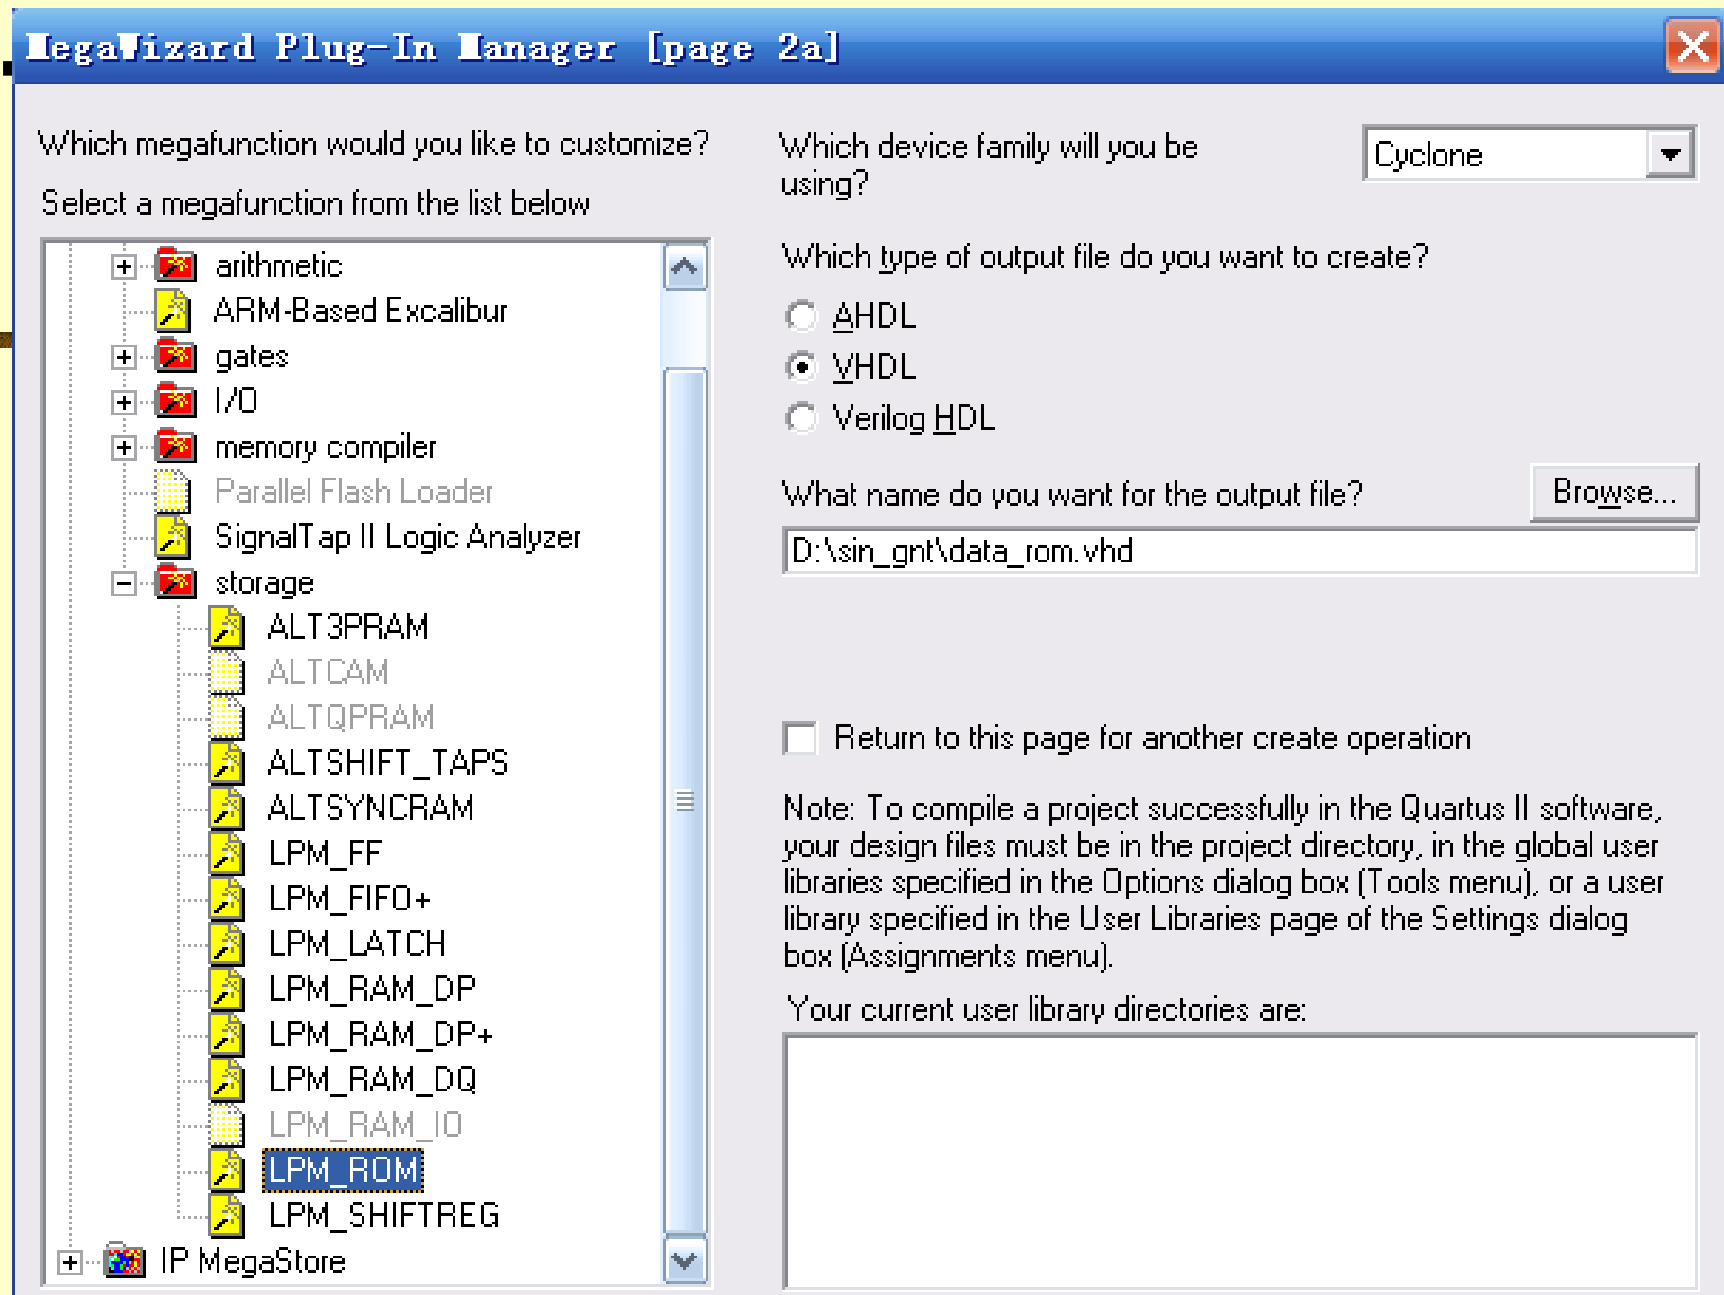 MegaWizard Plug-In Manager [page 2a]
Which megafunction would you like to customize?
Select a megafunction from the list below
arithmetic
ARM-Based Excalibur
gates
I/O
memory compiler
Parallel Flash Loader
SignalTap II Logic Analyzer
storage
ALT3PRAM
ALTCAM
ALTQPRAM
ALTSHIFT_TAPS
ALTSYNCRAM
LPM_FF
LPM_FIFO+
LPM_LATCH
LPM_RAM_DP
LPM_RAM_DP+
LPM_RAM_DQ
LPM_RAM_IO
LPM_ROM
LPM_SHIFTREG
IP MegaStore
Which device family will you be
using?
Cyclone
Which type of output file do you want to create?
AHDL
VHDL
Verilog HDL
What name do you want for the output file?
Browse...
D:\sin_gnt\data_rom.vhd
Return to this page for another create operation
Note: To compile a project successfully in the Quartus II software,
your design files must be in the project directory, in the global user
libraries specified in the Options dialog box (Tools menu), or a user
library specified in the User Libraries page of the Settings dialog
box (Assignments menu).
Your current user library directories are: